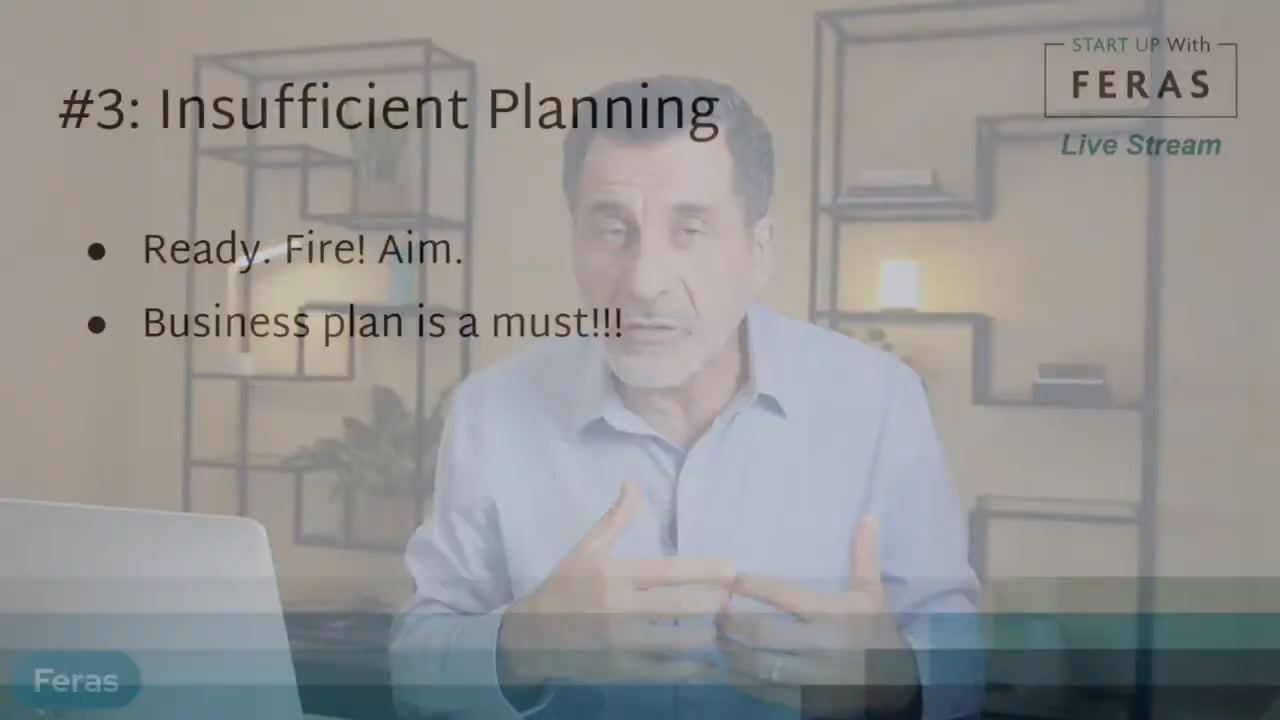 START UP With
FERAS
Live Stream
#3: Insufficient Planning
Ready. Fire! Aim.
Business plan is a must!!!
Feras